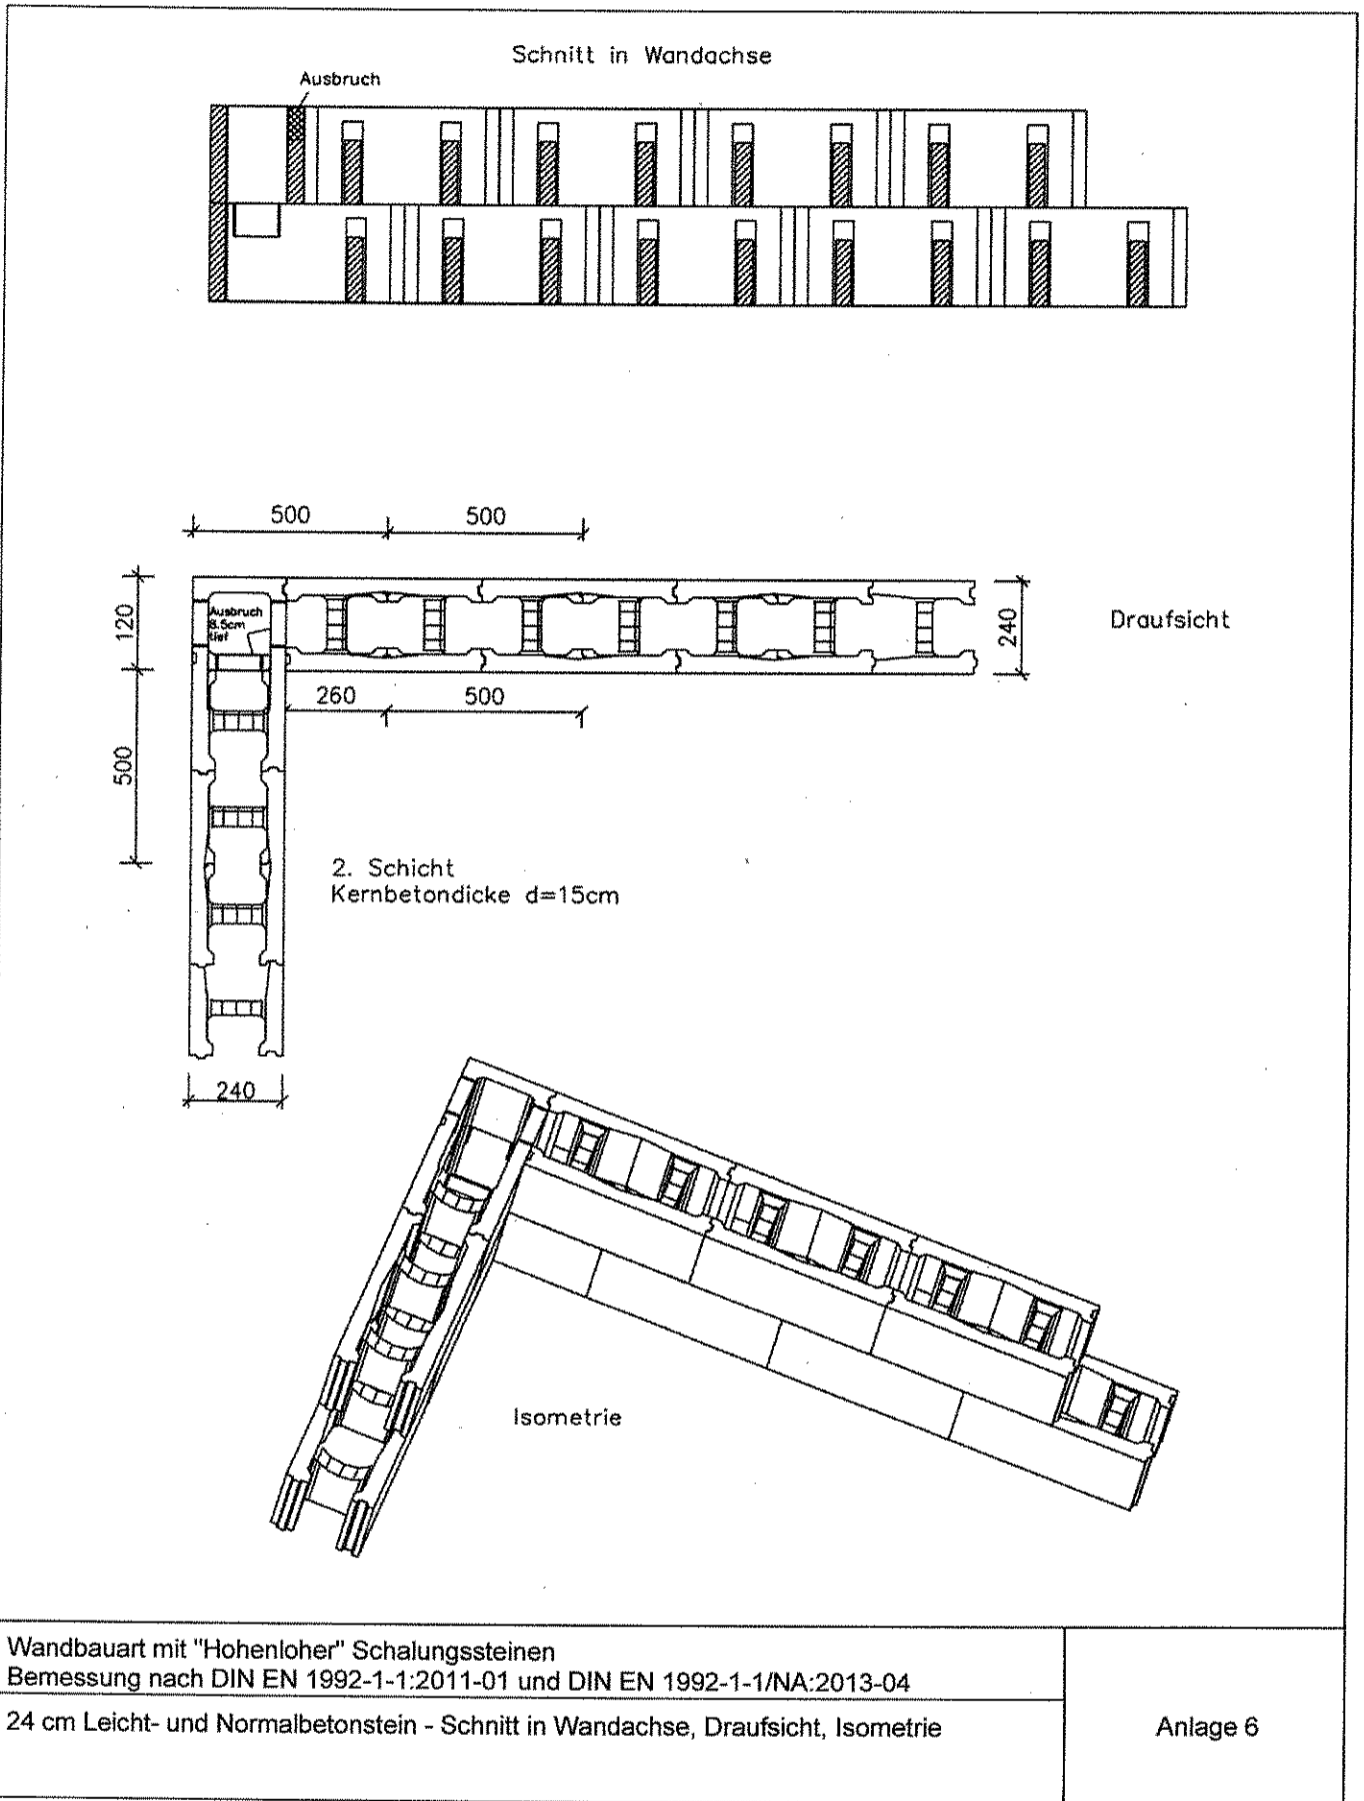 Schnitt in Wandachse
Ausbruch
500
500
120
Ausbruch
8.5cm
tief
240
Draufsicht
260
500
500
2. Schicht
Kernbetondicke d=15cm
240
Isometrie
Wandbauart mit "Hohenloher" Schalungssteinen
Bemessung nach DIN EN 1992-1-1:2011-01 und DIN EN 1992-1-1/NA:2013-04
24 cm Leicht- und Normalbetonstein - Schnitt in Wandachse, Draufsicht, Isometrie
Anlage 6